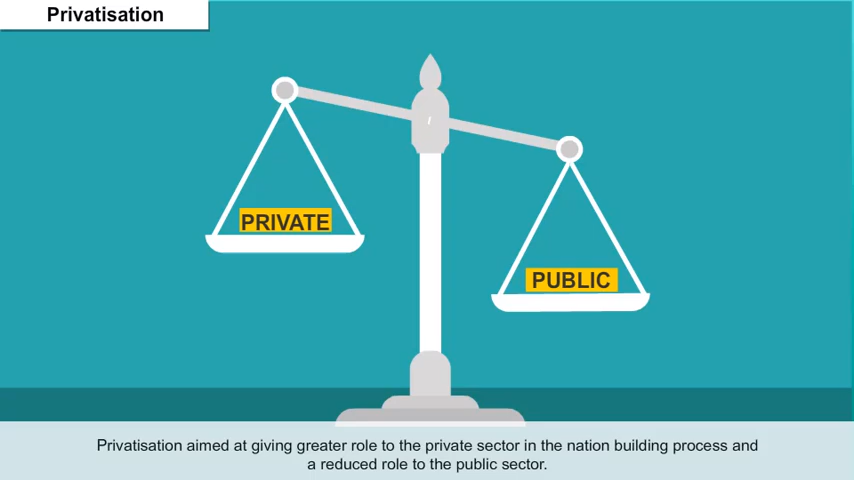 Privatisation
PRIVATE
PUBLIC
Privatisation aimed at giving greater role to the private sector in the nation building process and
a reduced role to the public sector.